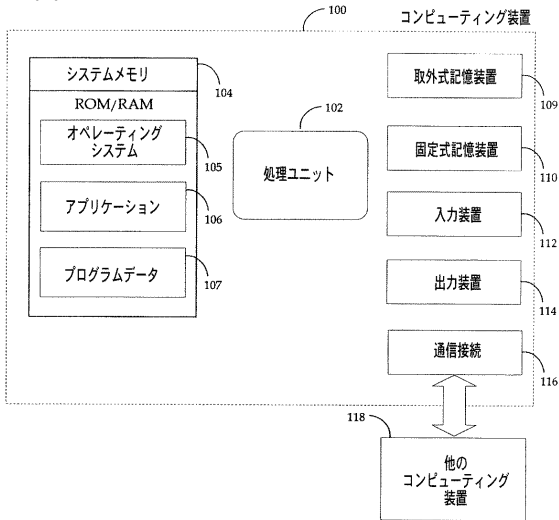 100
コンピューティング装置
システムメモリ
104
ROM/RAM
オペレーティング
システム
105
アプリケーション
106
プログラムデータ
107
102
処理ユニット
取外式記憶装置
109
固定式記憶装置
110
入力装置
112
出力装置
114
通信接続
116
118
他の
コンピューティング
装置